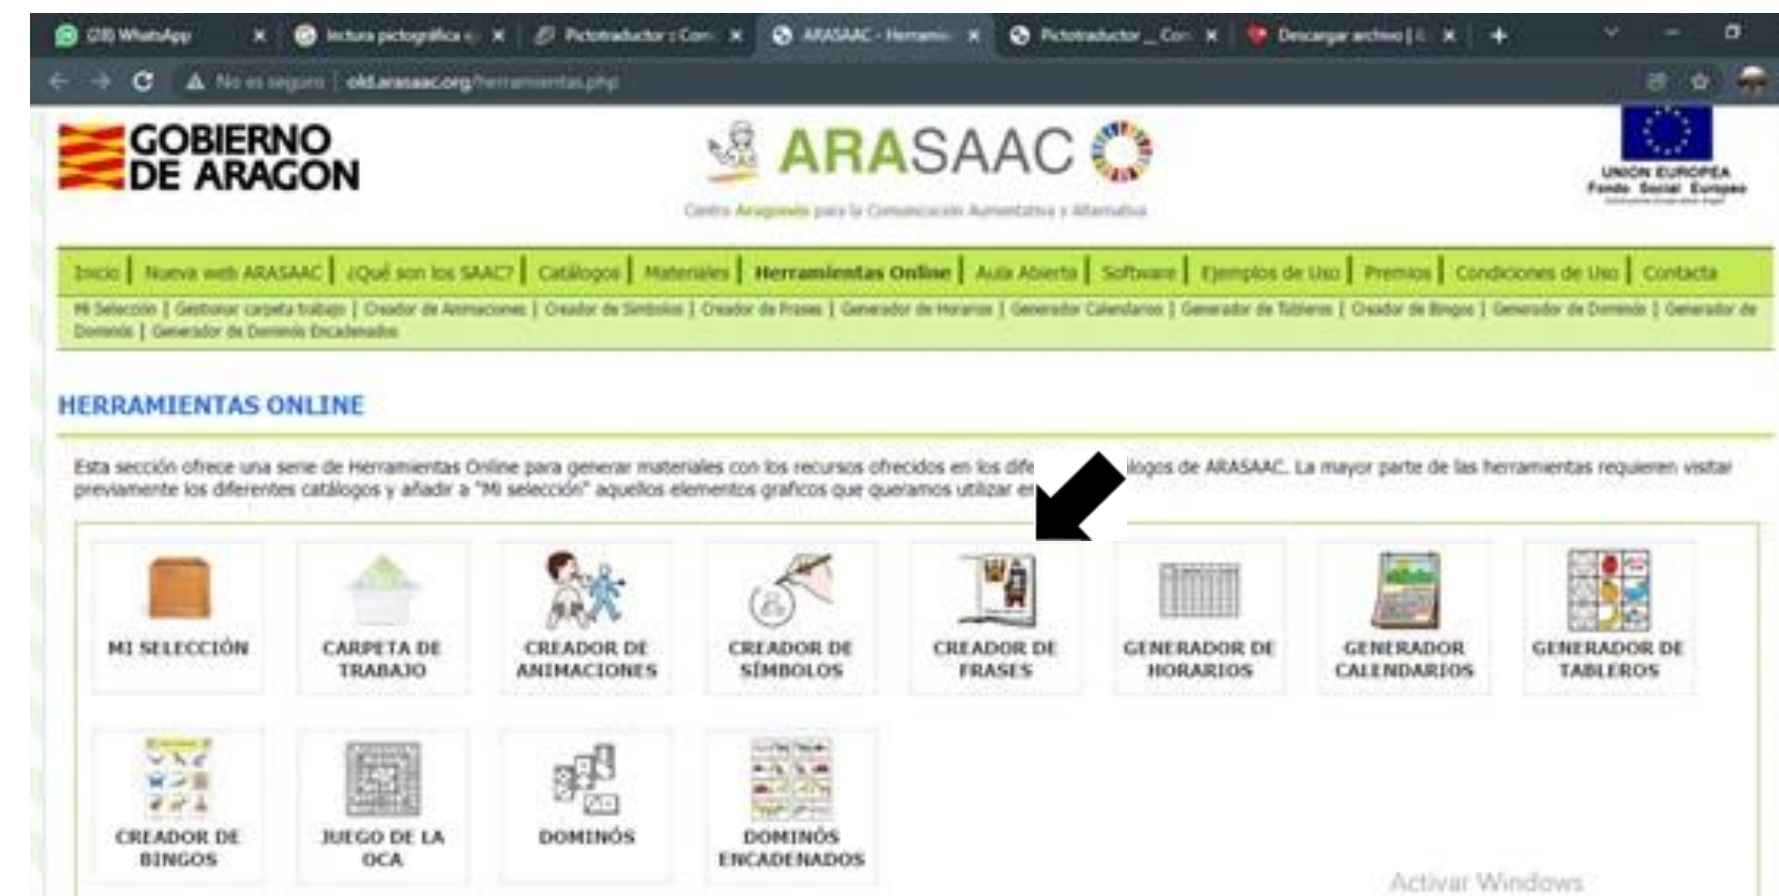 (28) WhatsApp
lectura pictográfica e
Pictotraductor : Com
ARASAAC - Herramie
Pictotraductor _ Com
Descargar archivo | iL
No es seguro | old.arasaac.org/herramientas.php
GOBIERNO
DE ARAGON
ARASAAC
Centro Aragonés para la Comunicación Aumentativa y Alternativa
UNION EUROPEA
Fondo Social Europeo
Inicio | Nueva web ARASAAC | ¿Qué son los SAAC? | Catálogos | Materiales | Herramientas Online | Aula Abierta | Software | Ejemplos de Uso | Premios | Condiciones de Uso | Contacta
Mi Selección | Gestionar carpeta trabajo | Creador de Animaciones | Creador de Símbolos | Creador de Frases | Generador de Horarios | Generador Calendarios | Generador de Tableros | Creador de Bingos | Generador de Dominós | Generador de
Dominós | Generador de Dominós Encadenados
HERRAMIENTAS ONLINE
Esta sección ofrece una serie de Herramientas Online para generar materiales con los recursos ofrecidos en los dife logos de ARASAAC. La mayor parte de las herramientas requieren visitar
previamente los diferentes catálogos y añadir a "Mi selección" aquellos elementos graficos que queramos utilizar en
MI SELECCIÓN
CARPETA DE
TRABAJO
CREADOR DE
ANIMACIONES
CREADOR DE
SÍMBOLOS
CREADOR DE
FRASES
GENERADOR DE
HORARIOS
GENERADOR
CALENDARIOS
GENERADOR DE
TABLEROS
CREADOR DE
BINGOS
JUEGO DE LA
OCA
DOMINÓS
DOMINÓS
ENCADENADOS
Activar Windows